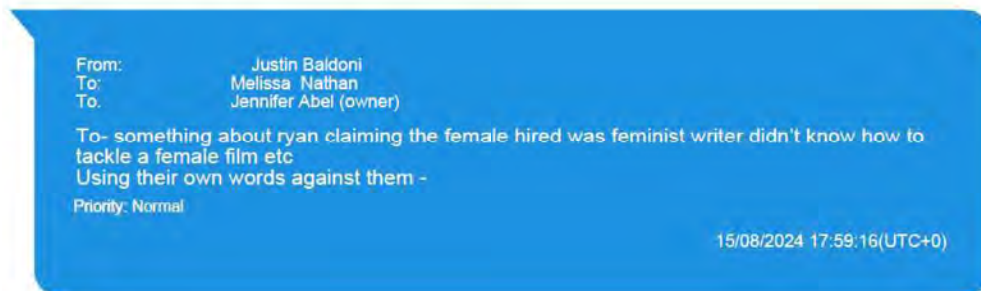 From: Justin Baldoni
To: Melissa Nathan
To. Jennifer Abel (owner)
To- something about ryan claiming the female hired was feminist writer didn't know how to
tackle a female film etc
Using their own words against them -
Priority: Normal
15/08/2024 17:59:16(UTC+0)